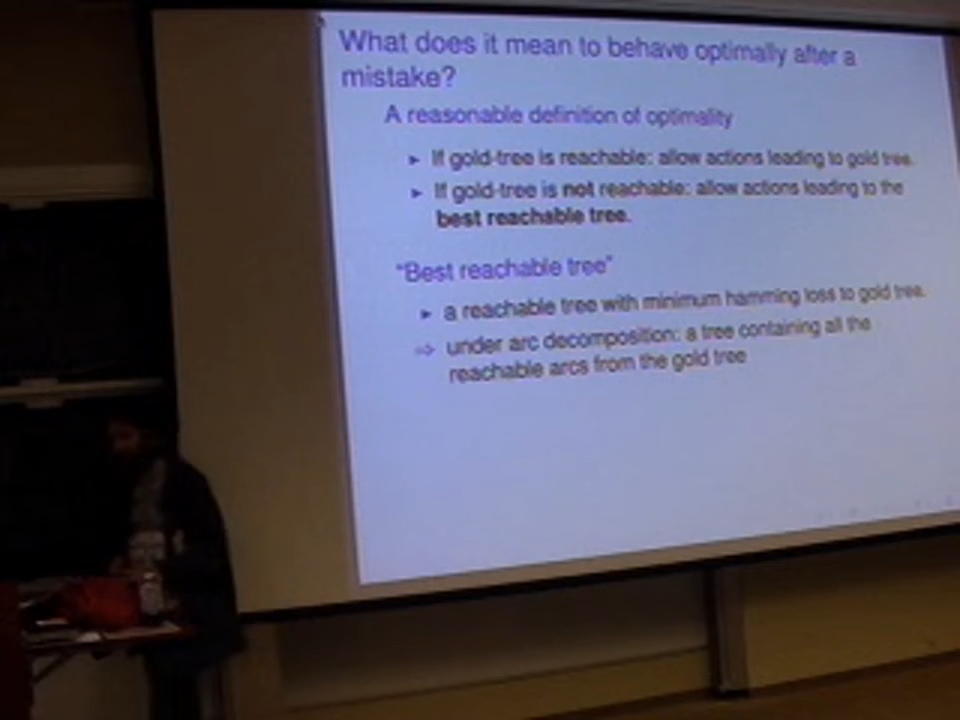 What does it mean to behave optimally after a
mistake?
A reasonable definition of optimality
► If gold-tree is reachable: allow actions leading to gold tree.
► If gold-tree is not reachable: allow actions leading to the
best reachable tree.
"Best reachable tree"
► a reachable tree with minimum hamming loss to gold tree.
⇒ under arc decomposition: a tree containing all the
reachable arcs from the gold tree